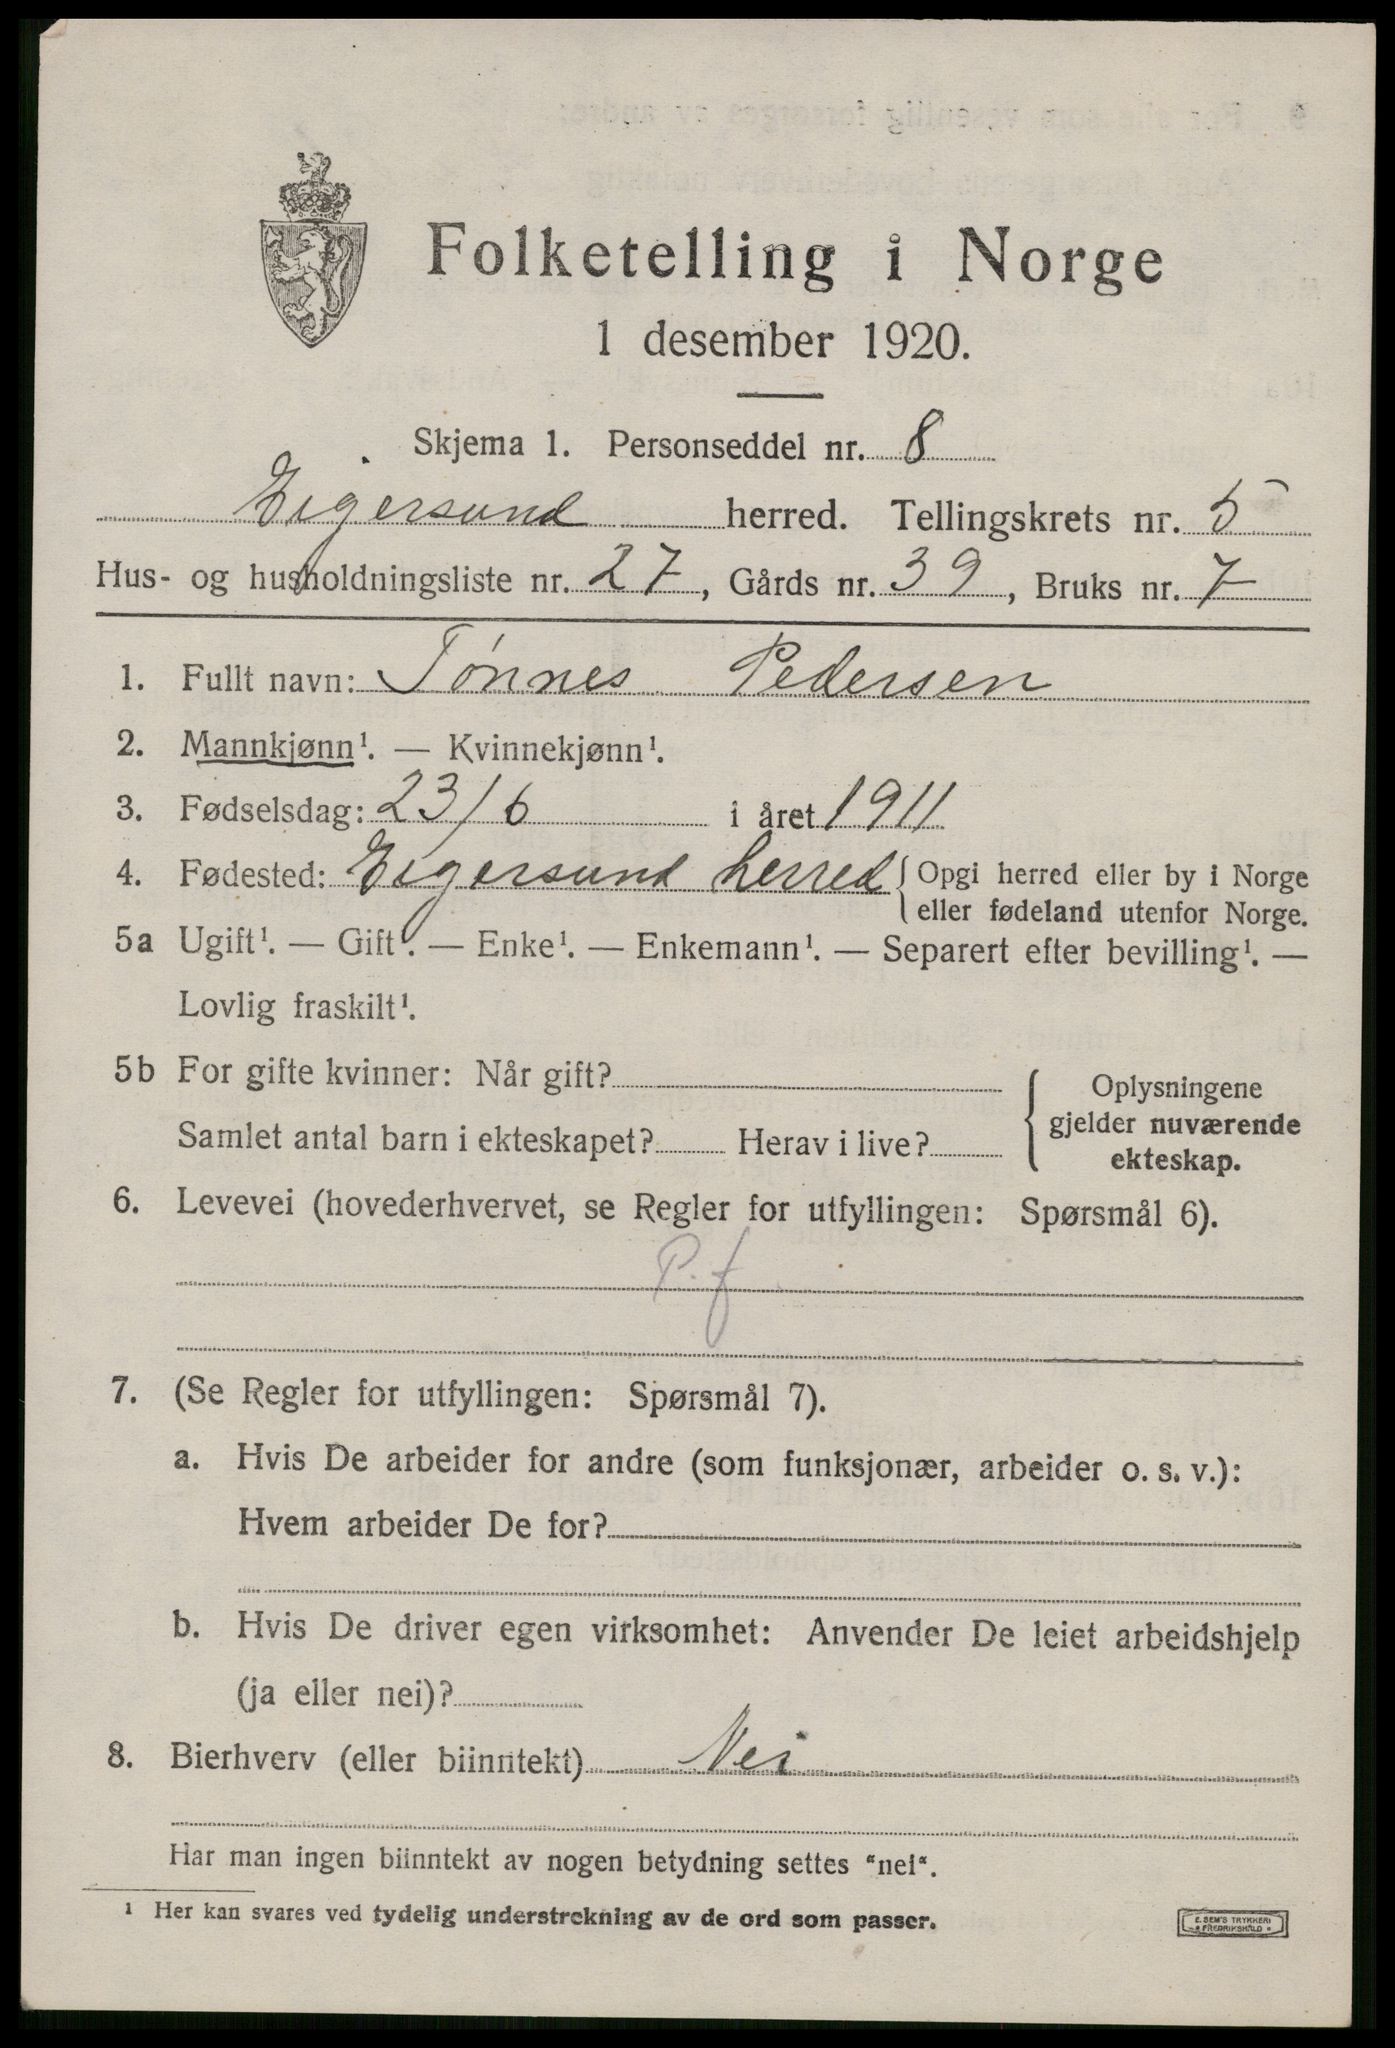 Folketelling i Norge
1 desember 1920.
Skjema 1. Personseddel nr. 8
Eigersund herred. Tellingskrets nr. 5
Hus- og husholdningsliste nr. 27, Gårds nr. 39, Bruks nr. 7
1. Fullt navn: Tønnes Pedersen
2. Mannkjønn¹. — Kvinnekjønn¹.
3. Fødselsdag: 23/6 i året 1911
4. Fødested: Eigersund herred { Opgi herred eller by i Norge
eller fødeland utenfor Norge.
5a Ugift¹. — Gift¹. — Enke¹. — Enkemann¹. — Separert efter bevilling¹. —
Lovlig fraskilt¹.
5b For gifte kvinner: Når gift?
Samlet antal barn i ekteskapet? Herav i live?
Oplysningene
gjelder nuværende
ekteskap.
6. Levevei (hovederhvervet, se Regler for utfyllingen: Spørsmål 6).
P. f
7. (Se Regler for utfyllingen: Spørsmål 7).
a. Hvis De arbeider for andre (som funksjonær, arbeider o. s. v.):
Hvem arbeider De for?
b. Hvis De driver egen virksomhet: Anvender De leiet arbeidshjelp
(ja eller nei)?
8. Bierhverv (eller biinntekt) Nei
Har man ingen biinntekt av nogen betydning settes "nei".
¹ Her kan svares ved tydelig understrekning av de ord som passer.
E. SEM'S TRYKKERI
FREDRIKSHALD